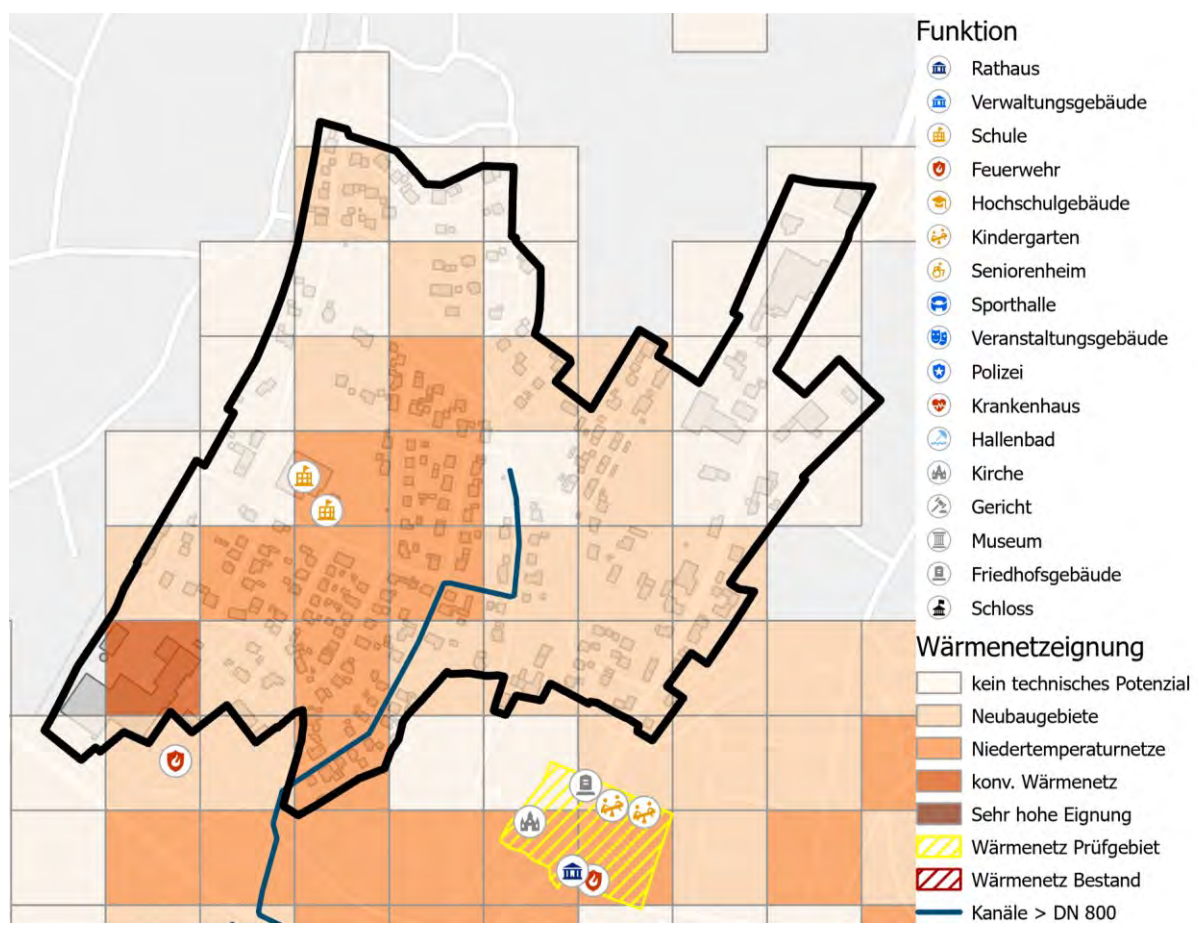 Funktion
Rathaus
Verwaltungsgebäude
Schule
Feuerwehr
Hochschulgebäude
Kindergarten
Seniorenheim
Sporthalle
Veranstaltungsgebäude
Polizei
Krankenhaus
Hallenbad
Kirche
Gericht
Museum
Friedhofsgebäude
Schloss
Wärmenetzeignung
kein technisches Potenzial
Neubaugebiete
Niedertemperaturnetze
konv. Wärmenetz
Sehr hohe Eignung
Wärmenetz Prüfgebiet
Wärmenetz Bestand
Kanäle > DN 800